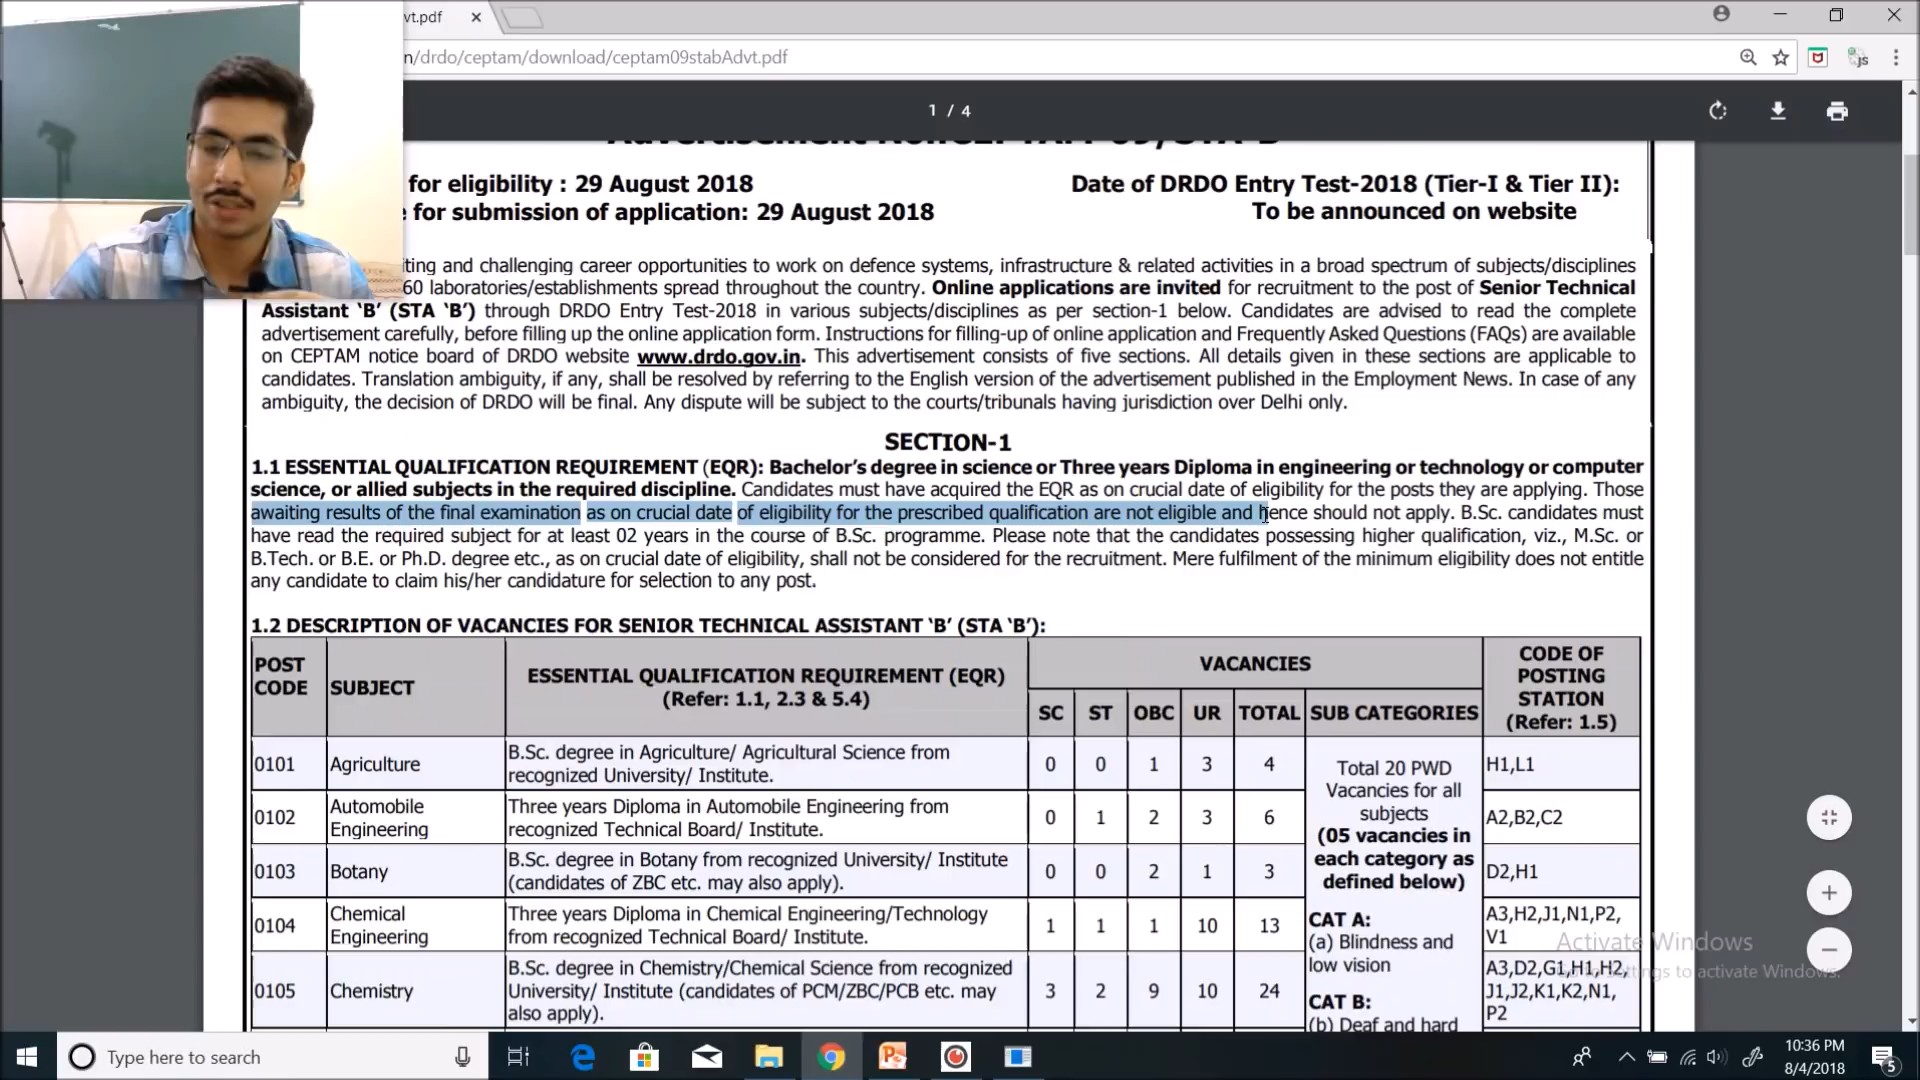 vt.pdf
n/drdo/ceptam/download/ceptam09stabAdvt.pdf
1 / 4
for eligibility : 29 August 2018
Date of DRDO Entry Test-2018 (Tier-I & Tier II):
e for submission of application: 29 August 2018
To be announced on website
iting and challenging career opportunities to work on defence systems, infrastructure & related activities in a broad spectrum of subjects/disciplines
60 laboratories/establishments spread throughout the country. Online applications are invited for recruitment to the post of Senior Technical
Assistant 'B' (STA 'B') through DRDO Entry Test-2018 in various subjects/disciplines as per section-1 below. Candidates are advised to read the complete
advertisement carefully, before filling up the online application form. Instructions for filling-up of online application and Frequently Asked Questions (FAQs) are available
on CEPTAM notice board of DRDO website www.drdo.gov.in. This advertisement consists of five sections. All details given in these sections are applicable to
candidates. Translation ambiguity, if any, shall be resolved by referring to the English version of the advertisement published in the Employment News. In case of any
ambiguity, the decision of DRDO will be final. Any dispute will be subject to the courts/tribunals having jurisdiction over Delhi only.
SECTION-1
1.1 ESSENTIAL QUALIFICATION REQUIREMENT (EQR): Bachelor's degree in science or Three years Diploma in engineering or technology or computer
science, or allied subjects in the required discipline. Candidates must have acquired the EQR as on crucial date of eligibility for the posts they are applying. Those
awaiting results of the final examination as on crucial date of eligibility for the prescribed qualification are not eligible and hence should not apply. B.Sc. candidates must
have read the required subject for at least 02 years in the course of B.Sc. programme. Please note that the candidates possessing higher qualification, viz., M.Sc. or
B.Tech. or B.E. or Ph.D. degree etc., as on crucial date of eligibility, shall not be considered for the recruitment. Mere fulfilment of the minimum eligibility does not entitle
any candidate to claim his/her candidature for selection to any post.
1.2 DESCRIPTION OF VACANCIES FOR SENIOR TECHNICAL ASSISTANT 'B' (STA 'B'):
POST CODE
SUBJECT
ESSENTIAL QUALIFICATION REQUIREMENT (EQR)
(Refer: 1.1, 2.3 & 5.4)
VACANCIES
SC ST OBC UR TOTAL SUB CATEGORIES
CODE OF
POSTING
STATION
(Refer: 1.5)
0101 Agriculture
B.Sc. degree in Agriculture/ Agricultural Science from
recognized University/ Institute.
0 0 1 3 4
H1,L1
0102 Automobile
Engineering
Three years Diploma in Automobile Engineering from
recognized Technical Board/ Institute.
0 1 2 3 6
A2,B2,C2
0103 Botany
B.Sc. degree in Botany from recognized University/ Institute
(candidates of ZBC etc. may also apply).
0 0 2 1 3
D2,H1
0104 Chemical
Engineering
Three years Diploma in Chemical Engineering/Technology
from recognized Technical Board/ Institute.
1 1 1 10 13
A3,H2,J1,N1,P2,
V1
0105 Chemistry
B.Sc. degree in Chemistry/Chemical Science from recognized
University/ Institute (candidates of PCM/ZBC/PCB etc. may
also apply).
3 2 9 10 24
A3,D2,G1,H1,H2,
J1,J2,K1,K2,N1,
P2
Total 20 PWD
Vacancies for all
subjects
(05 vacancies in
each category as
defined below)
CAT A:
(a) Blindness and
low vision
CAT B:
(b) Deaf and hard
Activate Windows
Go to Settings to activate Windows.
Type here to search
10:36 PM
8/4/2018
5